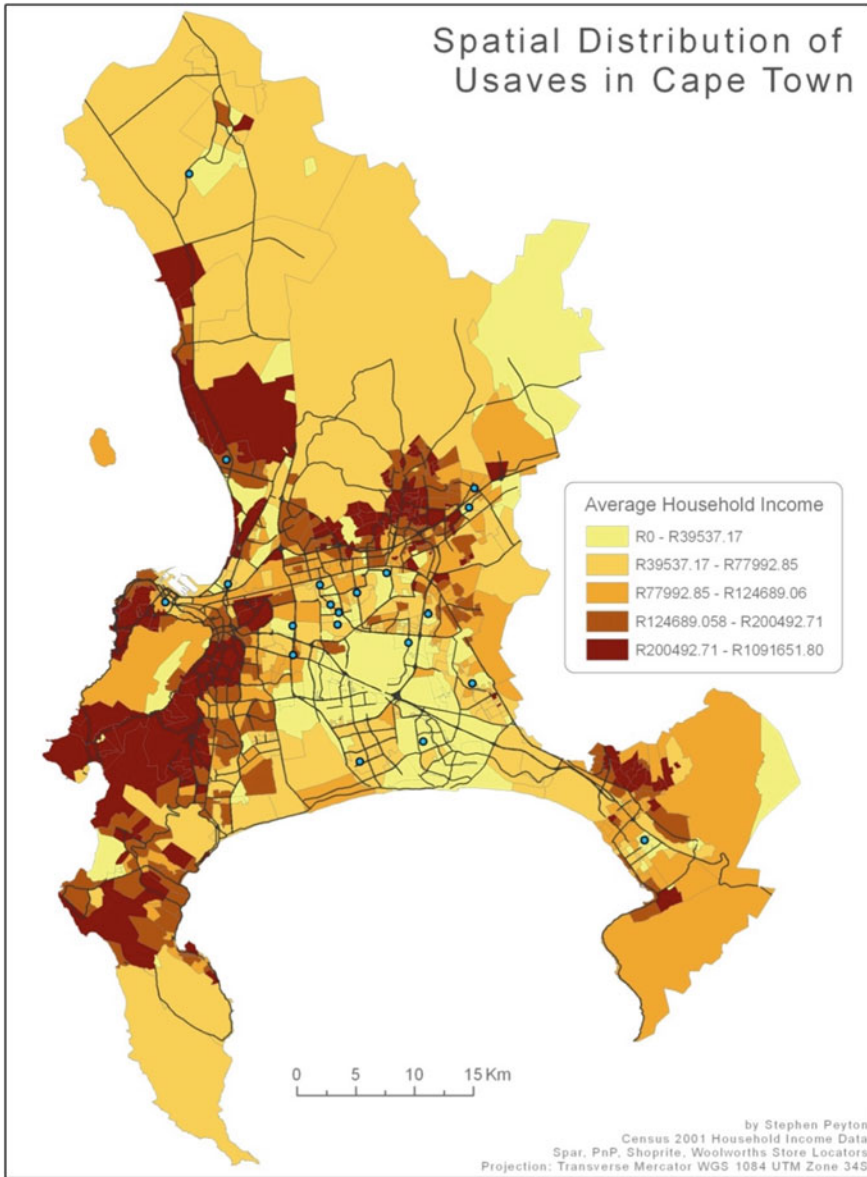 Spatial Distribution of
Usaves in Cape Town
Average Household Income
R0 - R39537.17
R39537.17 - R77992.85
R77992.85 - R124689.06
R124689.058 - R200492.71
R200492.71 - R1091651.80
0 5 10 15 Km
by Stephen Peyton
Census 2001 Household Income Data
Spar, PnP, Shoprite, Woolworths Store Locators
Projection: Transverse Mercator WGS 1084 UTM Zone 34S